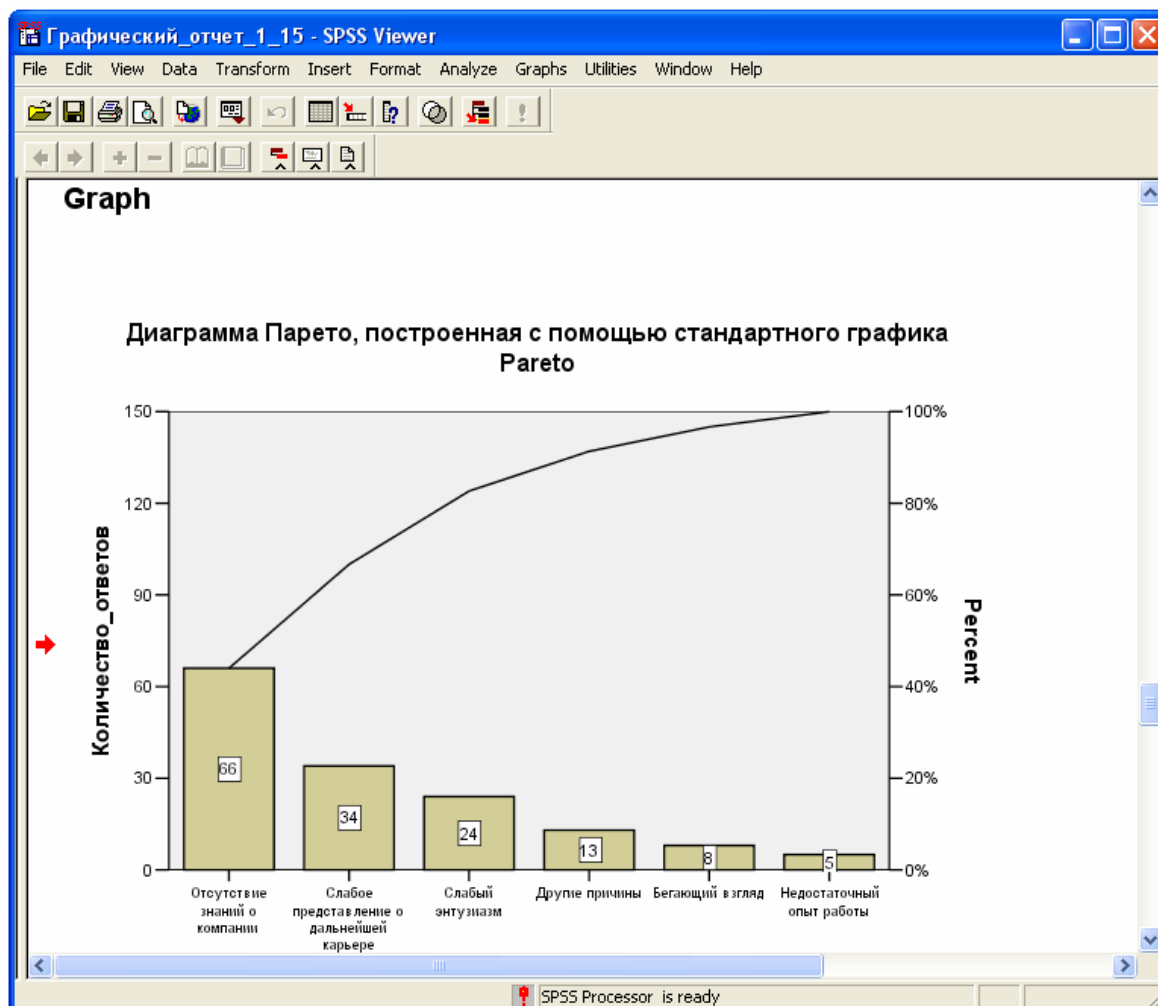 Графический_отчет_1_15 - SPSS Viewer
File Edit View Data Transform Insert Format Analyze Graphs Utilities Window Help
Graph
Диаграмма Парето, построенная с помощью стандартного графика
Pareto
150
120
90
60
30
0
Количество_ответов
100%
80%
60%
40%
20%
0%
Percent
66
34
24
13
8
5
Отсутствие
знаний о
компании
Слабое
представление о
дальнейшей
карьере
Слабый
энтузиазм
Другие причины
Бегающий взгляд
Недостаточный
опыт работы
SPSS Processor is ready